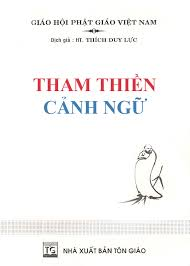 GIÁO HỘI PHẬT GIÁO VIỆT NAM
Dịch giả : HT. THÍCH DUY LỰC
THAM THIỀN
CẢNH NGỮ
TG
NHÀ XUẤT BẢN TÔN GIÁO